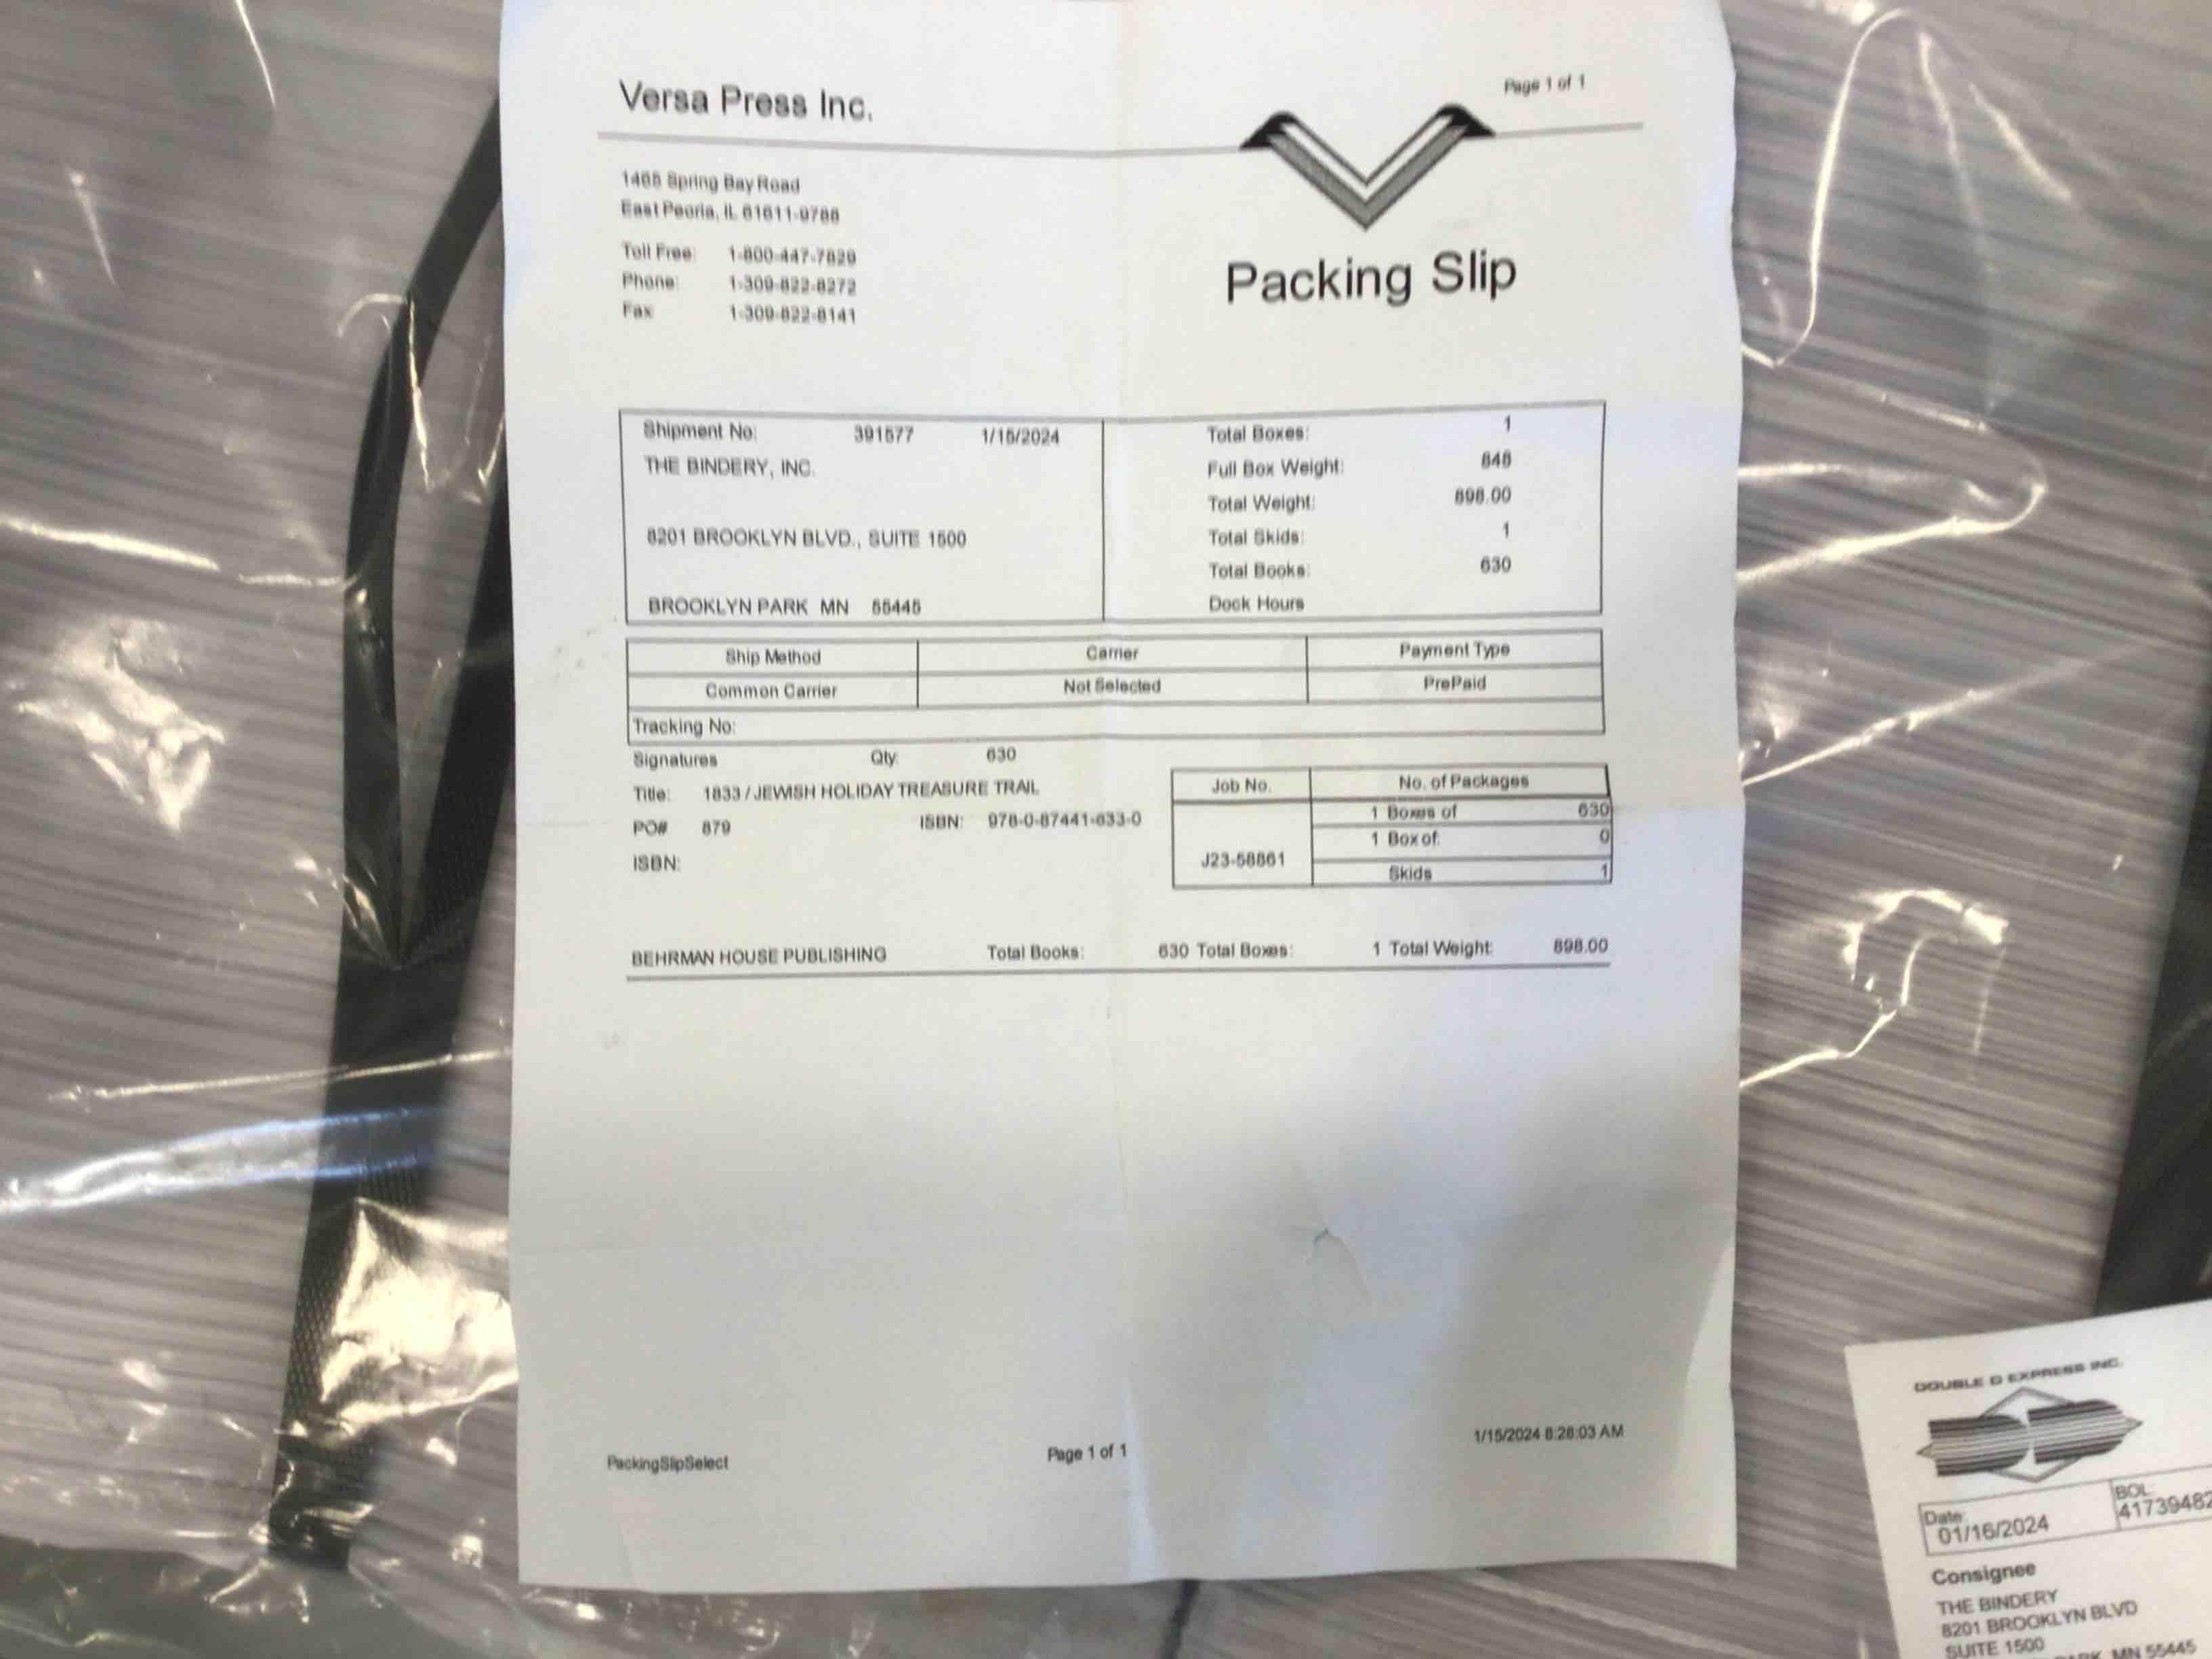 Page 1 of 1
Versa Press Inc.
1465 Spring Bay Road
East Peoria, IL 61611-9788
Toll Free: 1-800-447-7829
Phone: 1-309-822-8272
Fax 1-309-822-8141
Packing Slip
Shipment No: 391577 1/15/2024
THE BINDERY, INC.
8201 BROOKLYN BLVD., SUITE 1500
BROOKLYN PARK MN 55445
Total Boxes: 1
Full Box Weight: 848
Total Weight: 898.00
Total Skids: 1
Total Books: 630
Dock Hours
Ship Method Carrier Payment Type
Common Carrier Not Selected PrePaid
Tracking No:
Signatures Qty: 630
Title: 1833 / JEWISH HOLIDAY TREASURE TRAIL
PO# 879 ISBN: 978-0-87441-833-0
ISBN:
Job No. No. of Packages
J23-58861
1 Boxes of 630
1 Box of: 0
Skids 1
BEHRMAN HOUSE PUBLISHING Total Books: 630 Total Boxes: 1 Total Weight: 898.00
PackingSlipSelect Page 1 of 1 1/15/2024 8:28:03 AM
DOUBLE D EXPRESS INC.
Date: 01/16/2024
BOL: 4173948
Consignee
THE BINDERY
8201 BROOKLYN BLVD
SUITE 1500
MN 55445